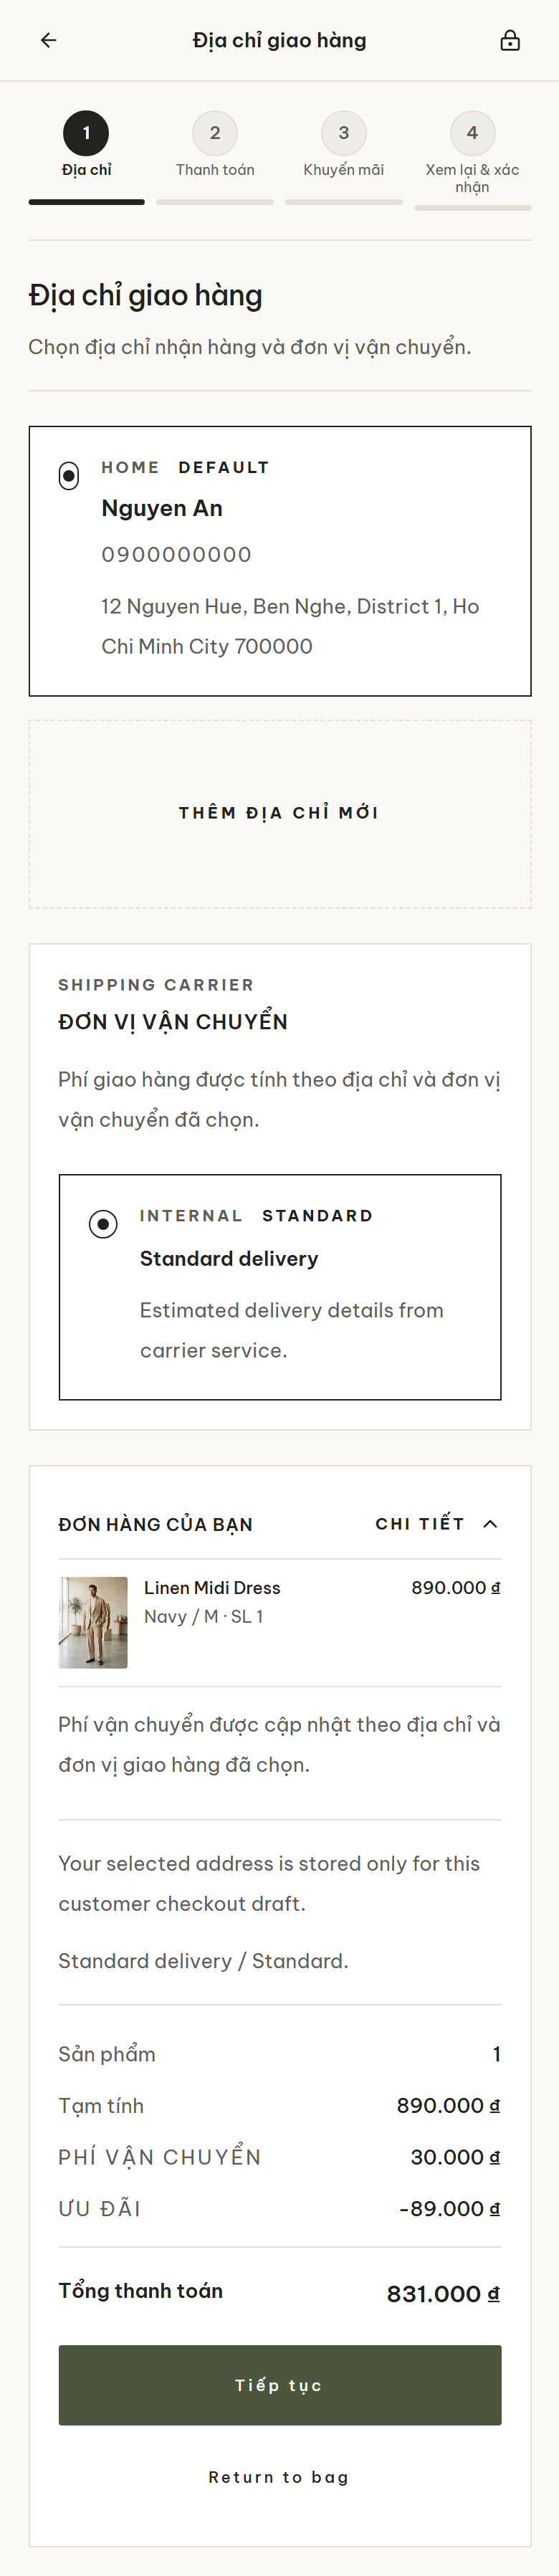 Địa chỉ giao hàng
1
2
3
4
Địa chỉ
Thanh toán
Khuyến mãi
Xem lại & xác
nhận
Địa chỉ giao hàng
Chọn địa chỉ nhận hàng và đơn vị vận chuyển.
HOME DEFAULT
Nguyen An
0900000000
12 Nguyen Hue, Ben Nghe, District 1, Ho
Chi Minh City 700000
THÊM ĐỊA CHỈ MỚI
SHIPPING CARRIER
ĐƠN VỊ VẬN CHUYỂN
Phí giao hàng được tính theo địa chỉ và đơn vị
vận chuyển đã chọn.
INTERNAL STANDARD
Standard delivery
Estimated delivery details from
carrier service.
ĐƠN HÀNG CỦA BẠN CHI TIẾT
Linen Midi Dress 890.000 ₫
Navy / M · SL 1
Phí vận chuyển được cập nhật theo địa chỉ và
đơn vị giao hàng đã chọn.
Your selected address is stored only for this
customer checkout draft.
Standard delivery / Standard.
Sản phẩm 1
Tạm tính 890.000 ₫
PHÍ VẬN CHUYỂN 30.000 ₫
ƯU ĐÃI -89.000 ₫
Tổng thanh toán 831.000 ₫
Tiếp tục
Return to bag